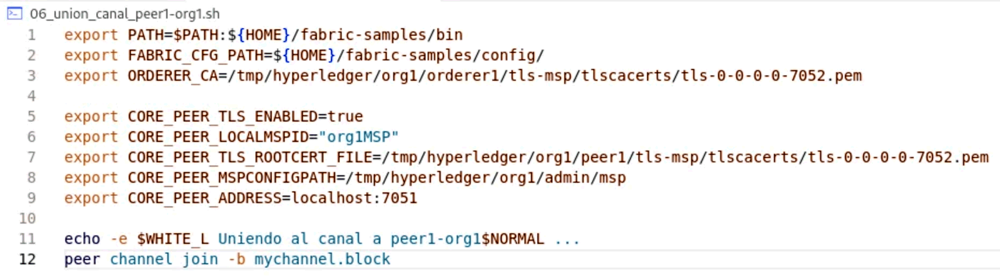 06_union_canal_peer1-org1.sh
1 export PATH=$PATH:${HOME}/fabric-samples/bin
2 export FABRIC_CFG_PATH=${HOME}/fabric-samples/config/
3 export ORDERER_CA=/tmp/hyperledger/org1/orderer1/tls-msp/tlscacerts/tls-0-0-0-0-7052.pem
4
5 export CORE_PEER_TLS_ENABLED=true
6 export CORE_PEER_LOCALMSPID="org1MSP"
7 export CORE_PEER_TLS_ROOTCERT_FILE=/tmp/hyperledger/org1/peer1/tls-msp/tlscacerts/tls-0-0-0-0-7052.pem
8 export CORE_PEER_MSPCONFIGPATH=/tmp/hyperledger/org1/admin/msp
9 export CORE_PEER_ADDRESS=localhost:7051
10
11 echo -e $WHITE_L Uniendo al canal a peer1-org1$NORMAL ...
12 peer channel join -b mychannel.block